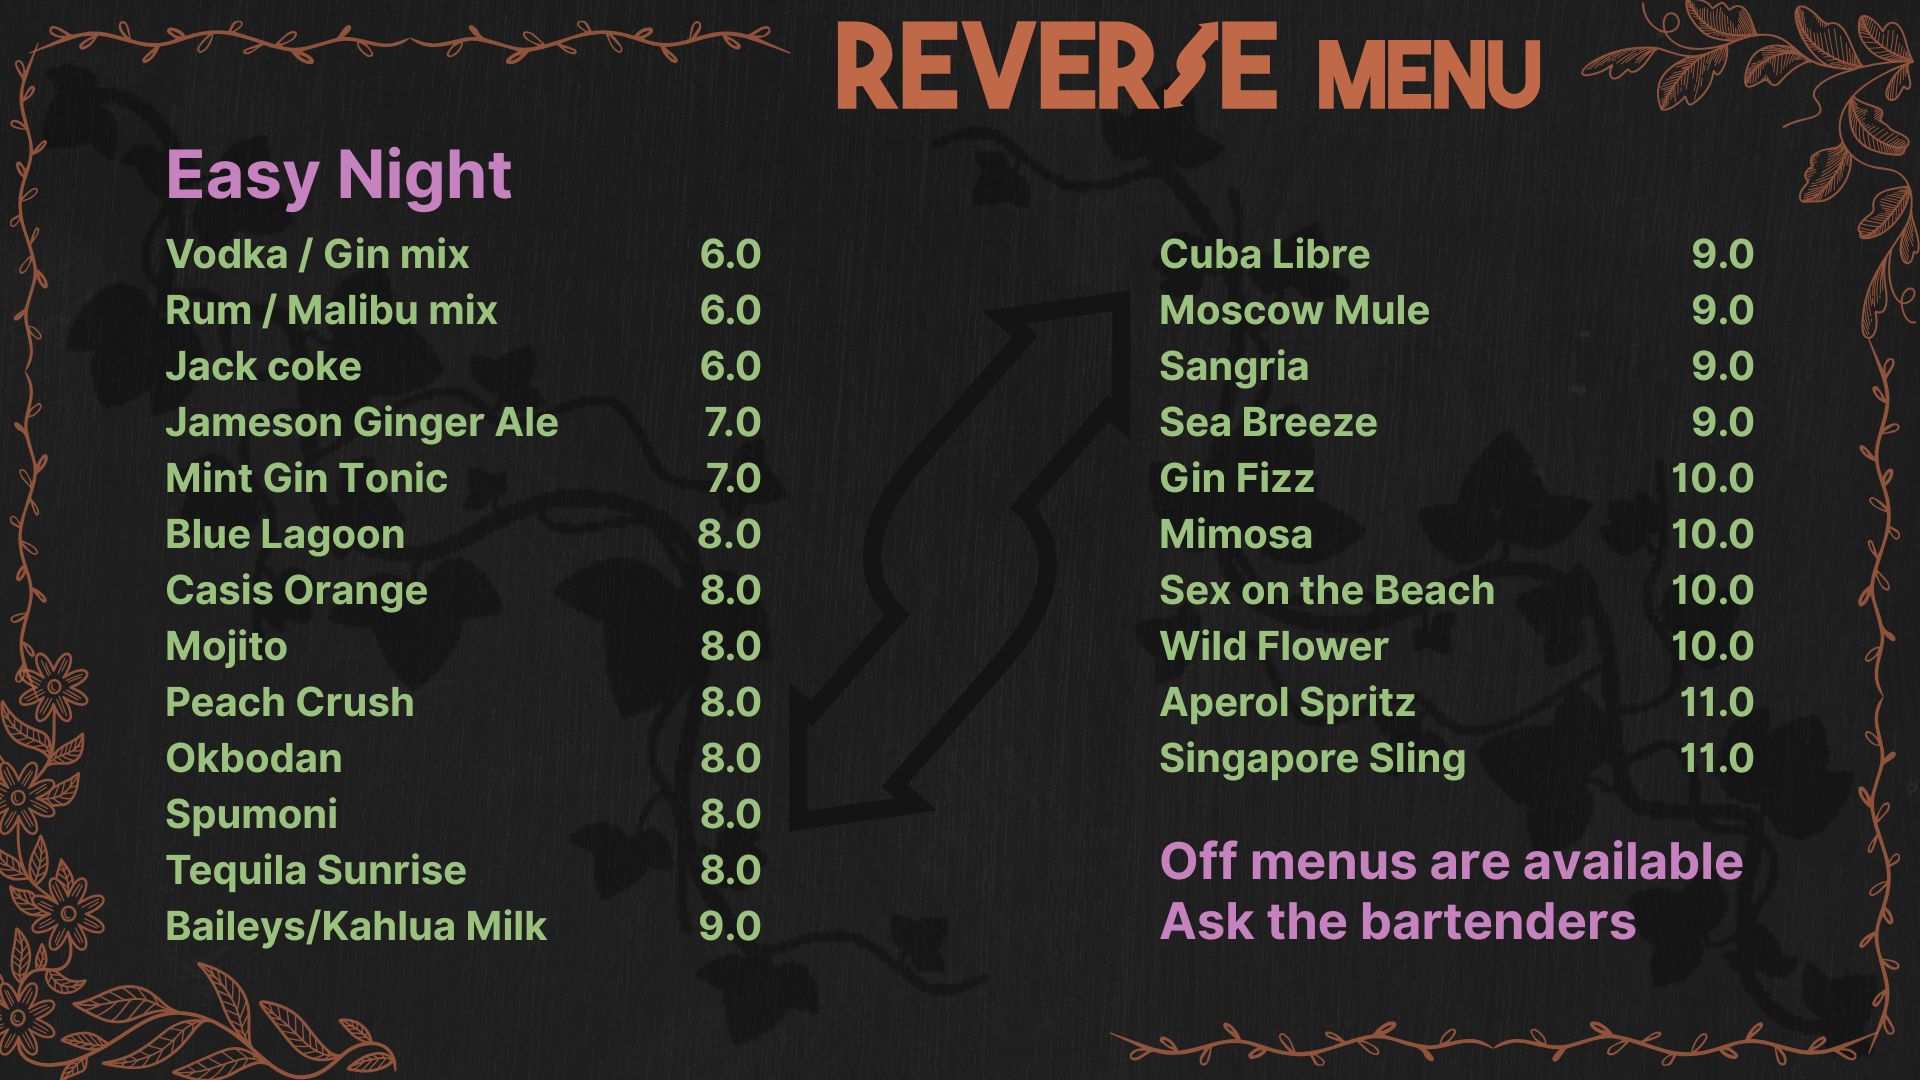 REVERSE MENU
Easy Night
Vodka / Gin mix 6.0
Rum / Malibu mix 6.0
Jack coke 6.0
Jameson Ginger Ale 7.0
Mint Gin Tonic 7.0
Blue Lagoon 8.0
Casis Orange 8.0
Mojito 8.0
Peach Crush 8.0
Okbodan 8.0
Spumoni 8.0
Tequila Sunrise 8.0
Baileys/Kahlua Milk 9.0
Cuba Libre 9.0
Moscow Mule 9.0
Sangria 9.0
Sea Breeze 9.0
Gin Fizz 10.0
Mimosa 10.0
Sex on the Beach 10.0
Wild Flower 10.0
Aperol Spritz 11.0
Singapore Sling 11.0
Off menus are available
Ask the bartenders